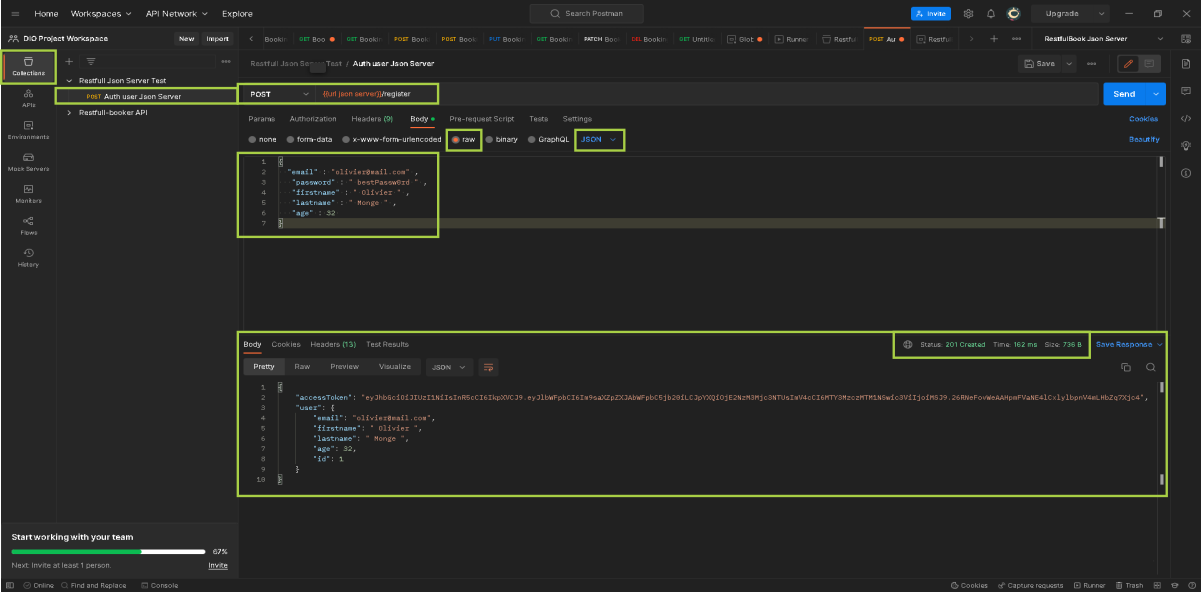 Home Workspaces API Network Explore Search Postman Invite Upgrade
DIO Project Workspace New Import Bookin GET Boo GET Bookin POST Book POST Book PUT Bookin GET Bookin PATCH Boo DEL Bookin GET Untitle Glob Runner Restfu POST Au Restful RestfulBook Json Server
Collections
APIs
Environments
Mock Servers
Monitors
Flows
History
Restfull Json Server Test
POST Auth user Json Server
Restfull-booker API
Restfull Json Server Test / Auth user Json Server Save
POST {{url json server}}/register Send
Params Authorization Headers (9) Body Pre-request Script Tests Settings Cookies
none form-data x-www-form-urlencoded raw binary GraphQL JSON Beautify
1 {
2 "email" : "olivier@mail.com" ,
3 "password" : " bestPassw0rd " ,
4 "firstname" : " Olivier " ,
5 "lastname" : " Monge " ,
6 "age" : 32
7 }
Body Cookies Headers (13) Test Results Status: 201 Created Time: 162 ms Size: 736 B Save Response
Pretty Raw Preview Visualize JSON
1 {
2 "accessToken":
3 "user": {
4 "email": "olivier@mail.com",
5 "firstname": " Olivier ",
6 "lastname": " Monge ",
7 "age": 32,
8 "id": 1
9 }
10 }
Start working with your team
67%
Next: Invite at least 1 person. Invite
Online Find and Replace Console Cookies Capture requests Runner Trash